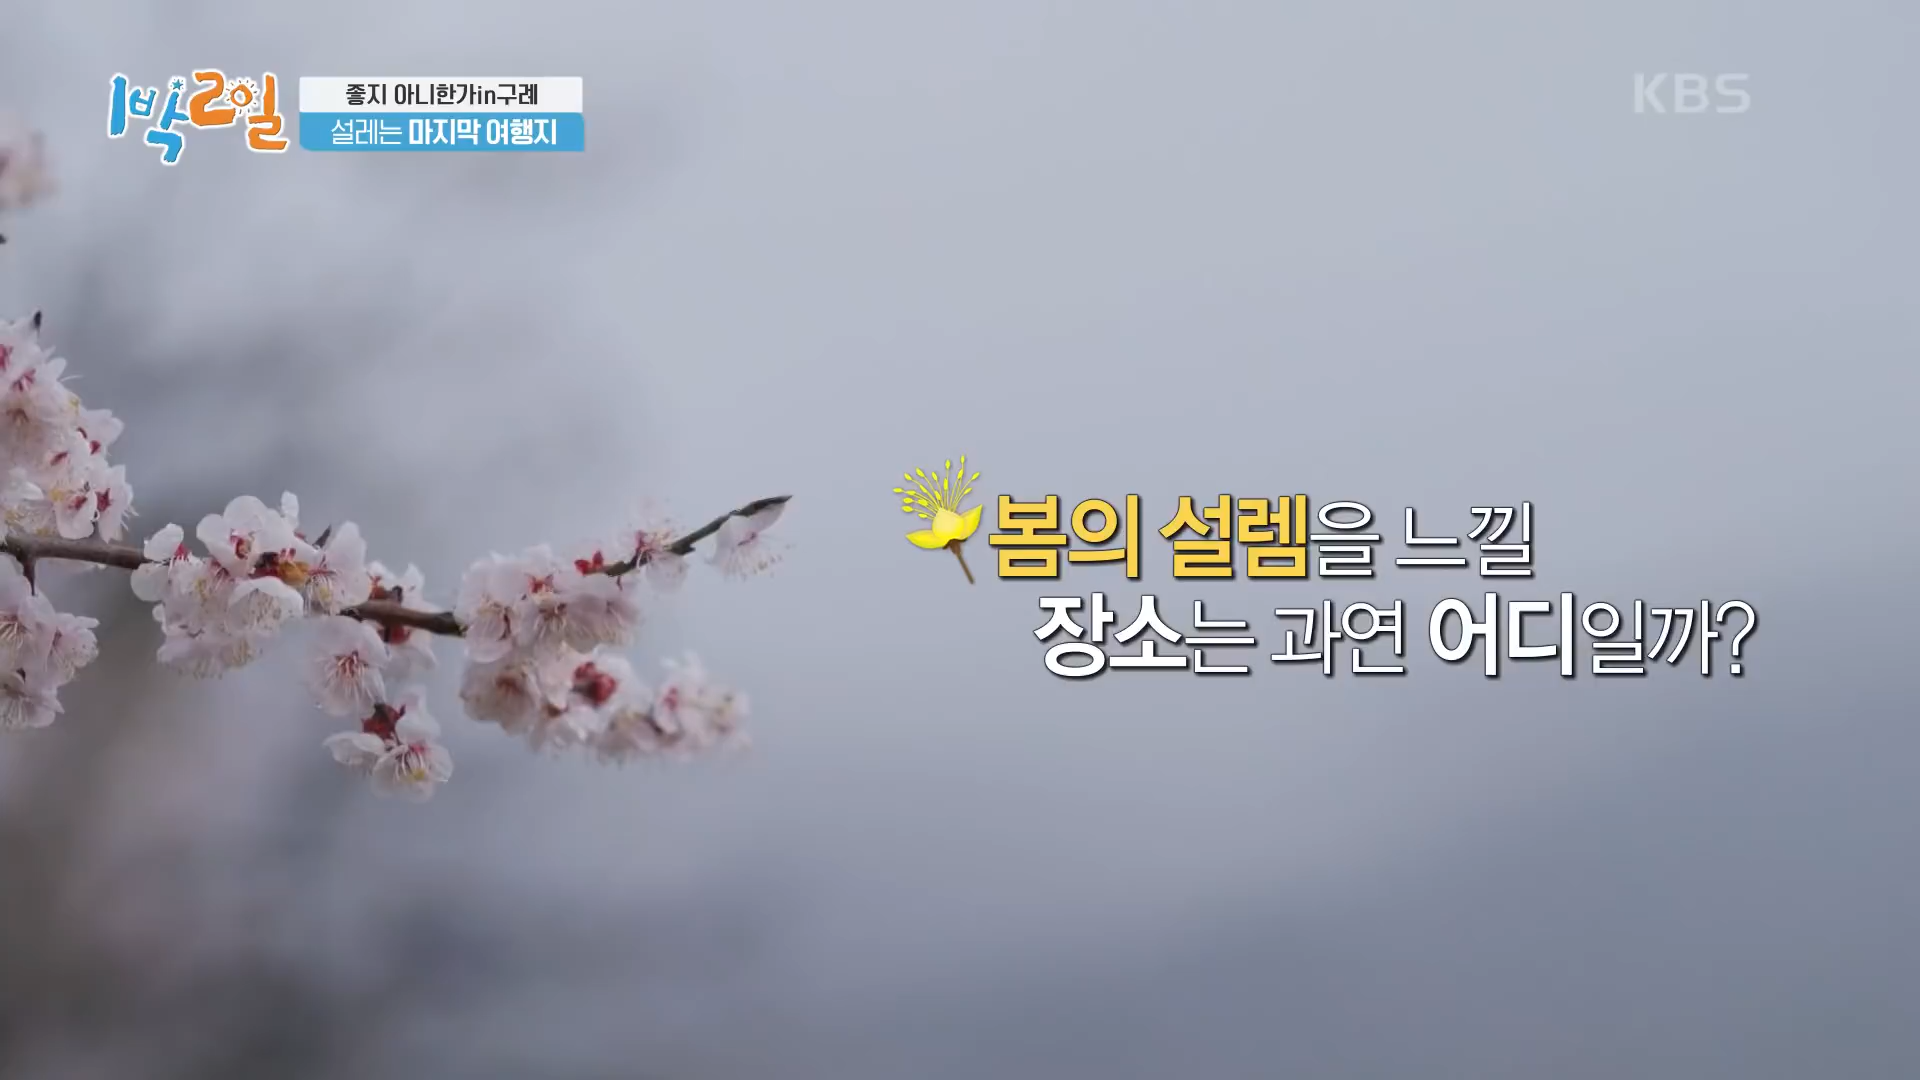 1박2일
좋지 아니한가in구례
설레는 마지막 여행지
KBS
봄의 설렘을 느낄
장소는 과연 어디일까?